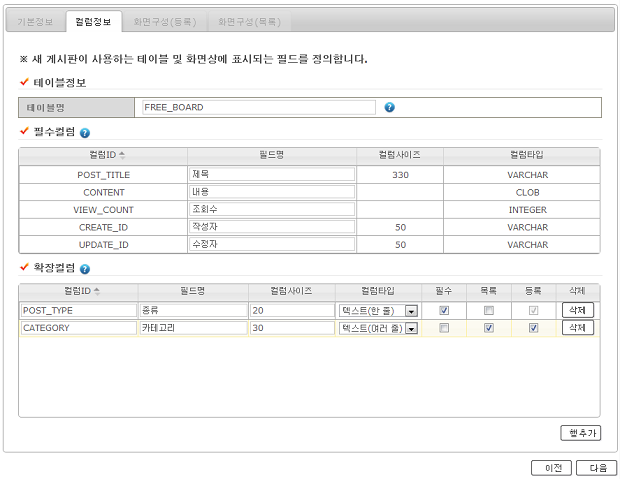 기본정보 컬럼정보 화면구성(등록) 화면구성(목록)
※ 새 게시판이 사용하는 테이블 및 화면상에 표시되는 필드를 정의합니다.
테이블정보
테이블명 FREE_BOARD ?
필수컬럼 ?
컬럼ID 필드명 컬럼사이즈 컬럼타입
POST_TITLE 제목 330 VARCHAR
CONTENT 내용 CLOB
VIEW_COUNT 조회수 INTEGER
CREATE_ID 작성자 50 VARCHAR
UPDATE_ID 수정자 50 VARCHAR
확장컬럼 ?
컬럼ID 필드명 컬럼사이즈 컬럼타입 필수 목록 등록 삭제
POST_TYPE 종류 20 텍스트(한 줄) 삭제
CATEGORY 카테고리 30 텍스트(여러 줄) 삭제
행추가
이전 다음